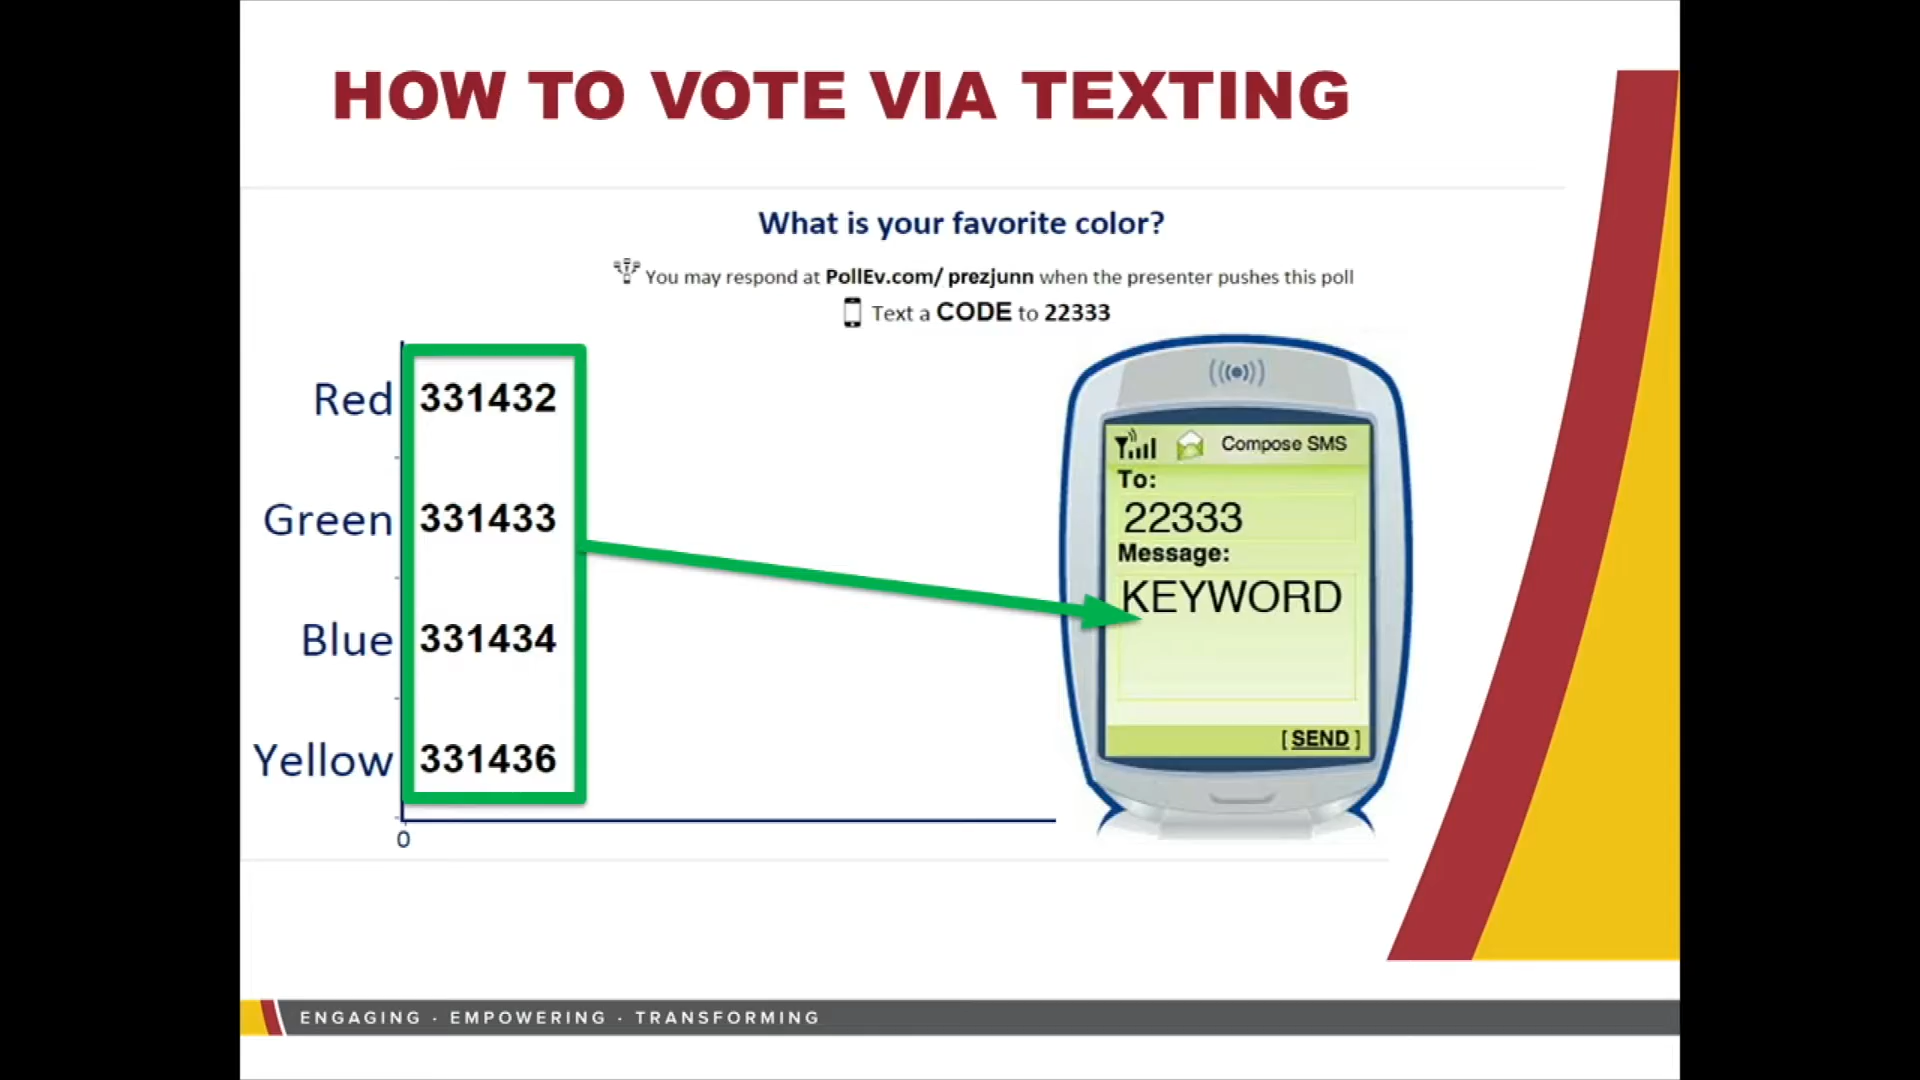 HOW TO VOTE VIA TEXTING
What is your favorite color?
You may respond at PollEv.com/ prezjunn when the presenter pushes this poll
Text a CODE to 22333
Red 331432
Green 331433
Blue 331434
Yellow 331436
0
Compose SMS
To:
22333
Message:
KEYWORD
[ SEND ]
ENGAGING · EMPOWERING · TRANSFORMING